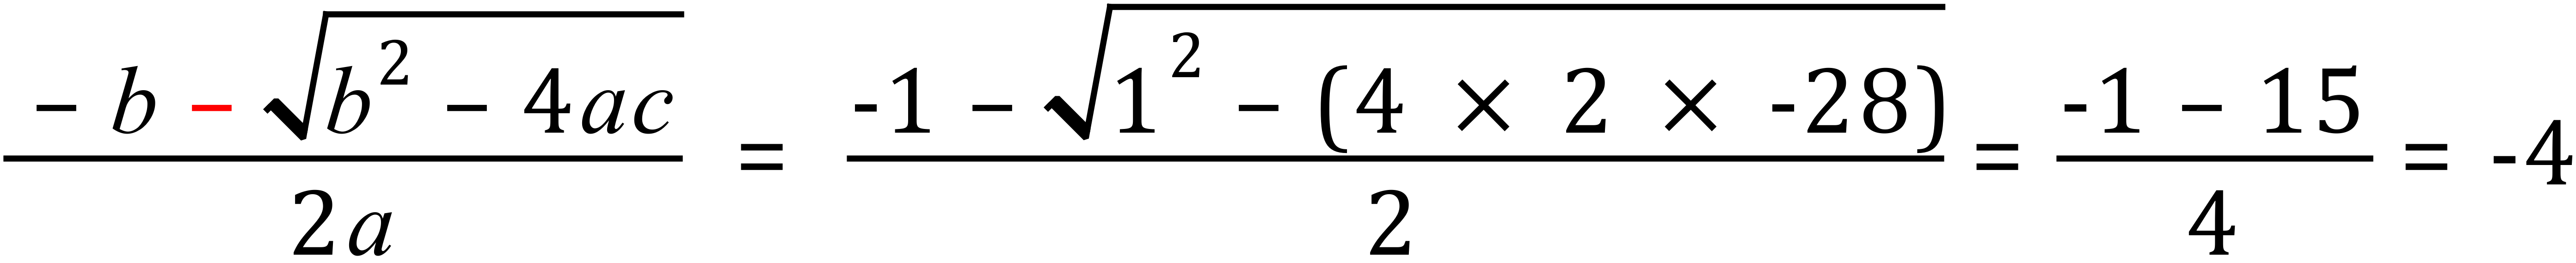 (− b − √(b² − 4ac)) / 2a = (-1 − √(1² − (4 × 2 × -28))) / 2 = (-1 − 15) / 4 = -4